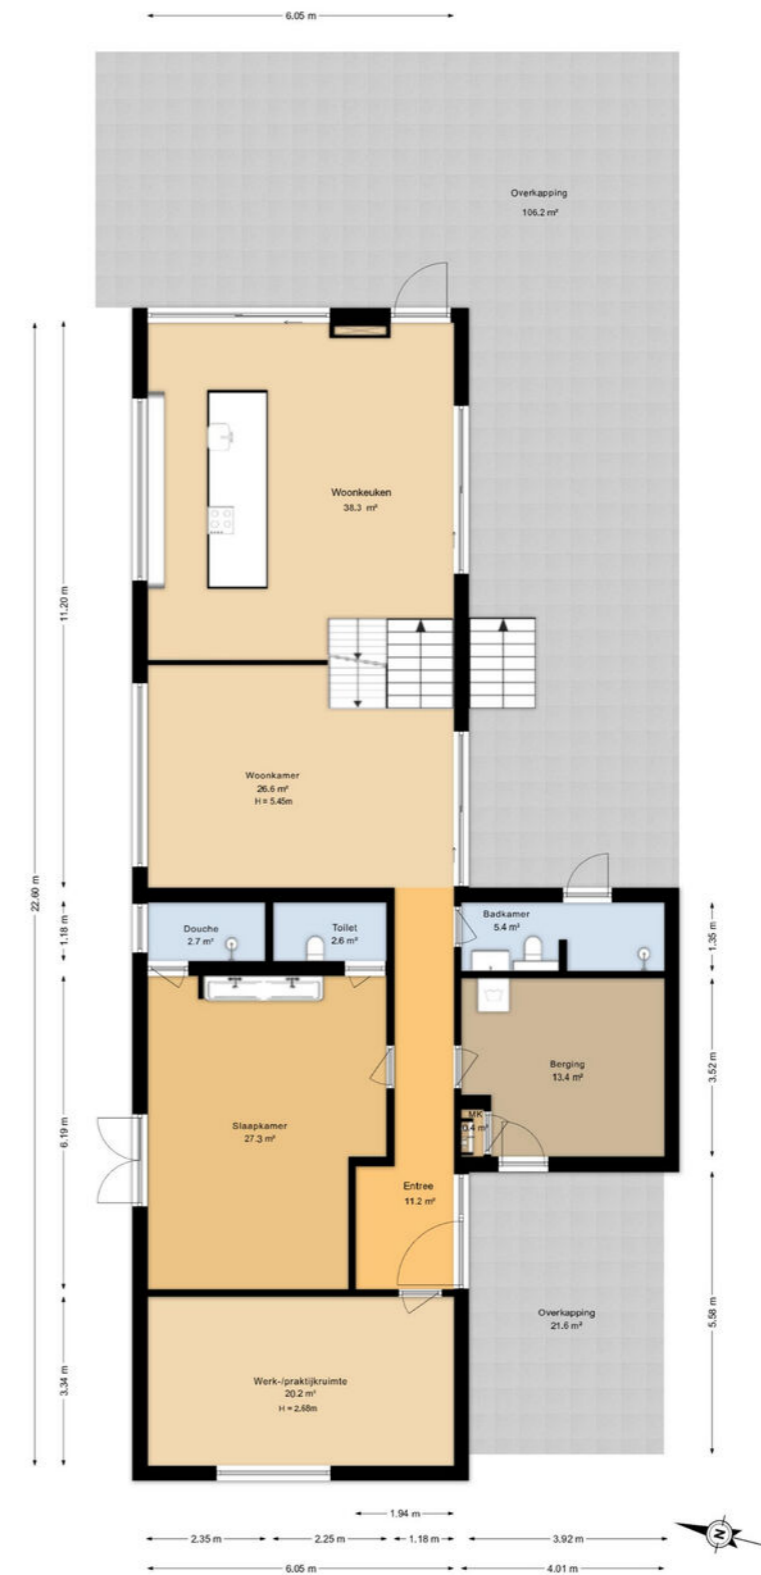 6.05 m
Overkapping
106.2 m²
Woonkeuken
38.3 m²
11.20 m
Woonkamer
26.6 m²
H = 5.45m
22.60 m
1.18 m
Douche
2.7 m²
Toilet
2.6 m²
Badkamer
5.4 m²
1.35 m
Berging
13.4 m²
3.52 m
MK
0.4 m²
6.19 m
Slaapkamer
27.3 m²
Entree
11.2 m²
Overkapping
21.6 m²
5.58 m
Werk-/praktijkruimte
20.2 m²
H = 2.68m
3.34 m
1.94 m
2.35 m
2.25 m
1.18 m
3.92 m
6.05 m
4.01 m
N